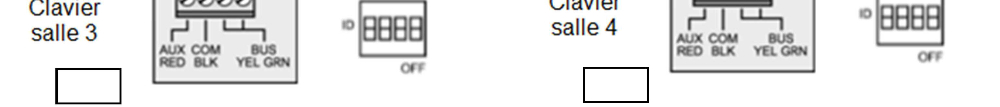 Clavier
salle 3
AUX COM BUS
RED BLK YEL GRN
ID
OFF
Clavier
salle 4
AUX COM BUS
RED BLK YEL GRN
ID
OFF